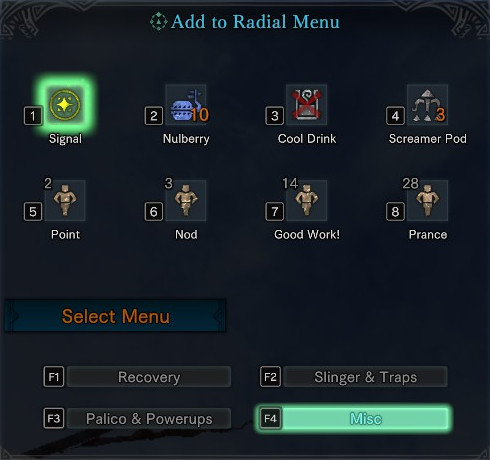 Add to Radial Menu
1 2 10 3 4 3
Signal Nulberry Cool Drink Screamer Pod
2 3 14 28
5 6 7 8
Point Nod Good Work! Prance
Select Menu
F1 Recovery F2 Slinger & Traps
F3 Palico & Powerups F4 Misc